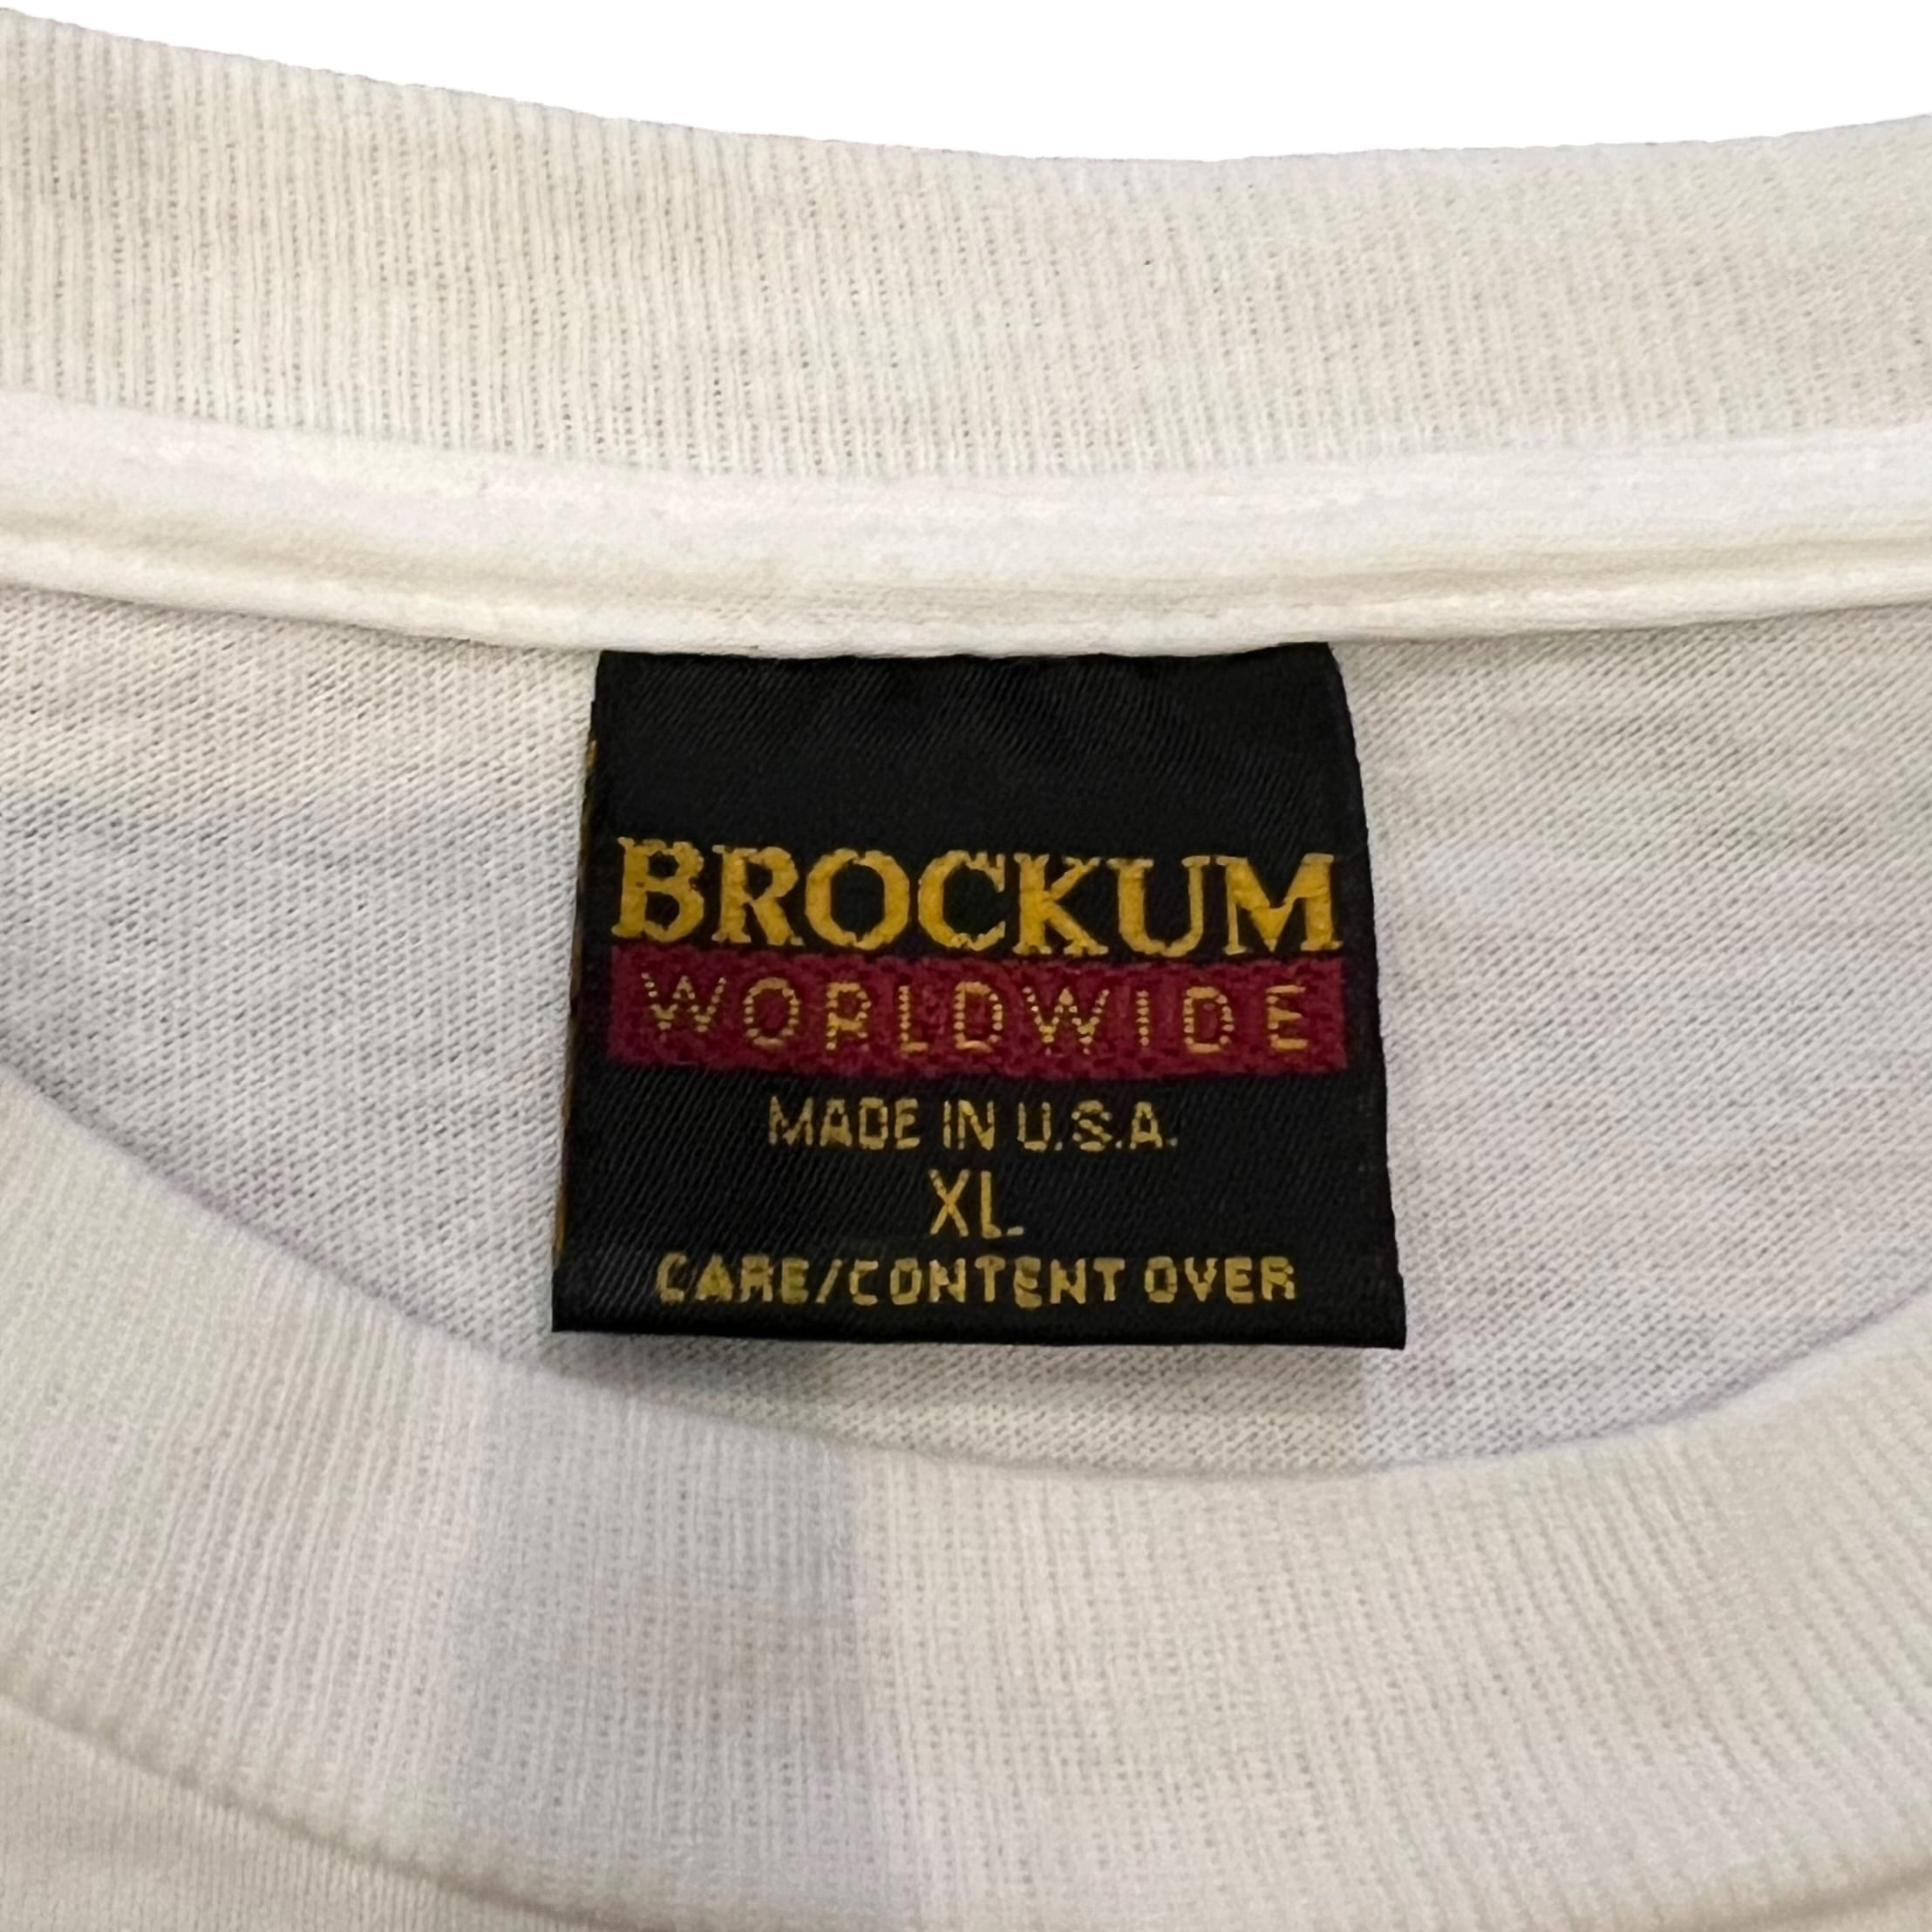 BROCKUM
WORLDWIDE
MADE IN U.S.A.
XL
CARE/CONTENT OVER